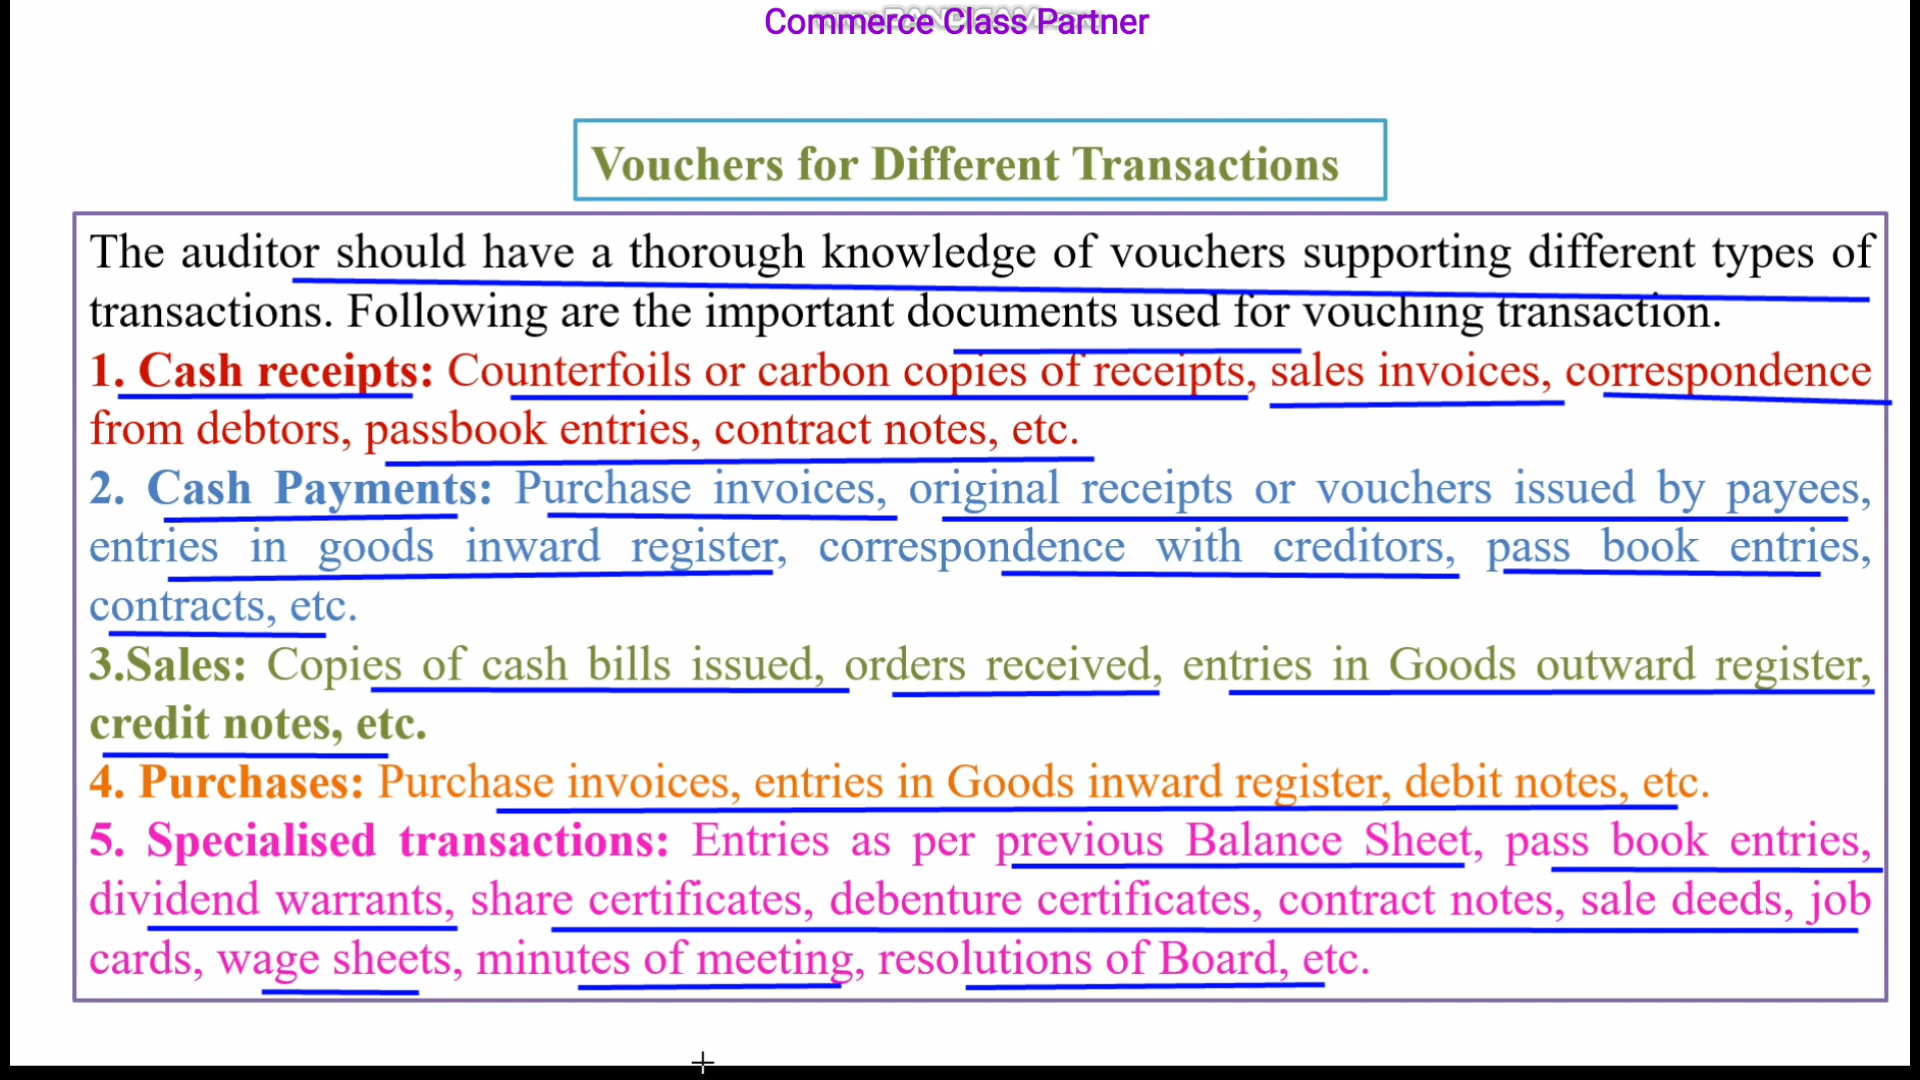 Commerce Class Partner
Vouchers for Different Transactions
The auditor should have a thorough knowledge of vouchers supporting different types of
transactions. Following are the important documents used for vouching transaction.
1. Cash receipts: Counterfoils or carbon copies of receipts, sales invoices, correspondence
from debtors, passbook entries, contract notes, etc.
2. Cash Payments: Purchase invoices, original receipts or vouchers issued by payees,
entries in goods inward register, correspondence with creditors, pass book entries,
contracts, etc.
3.Sales: Copies of cash bills issued, orders received, entries in Goods outward register,
credit notes, etc.
4. Purchases: Purchase invoices, entries in Goods inward register, debit notes, etc.
5. Specialised transactions: Entries as per previous Balance Sheet, pass book entries,
dividend warrants, share certificates, debenture certificates, contract notes, sale deeds, job
cards, wage sheets, minutes of meeting, resolutions of Board, etc.